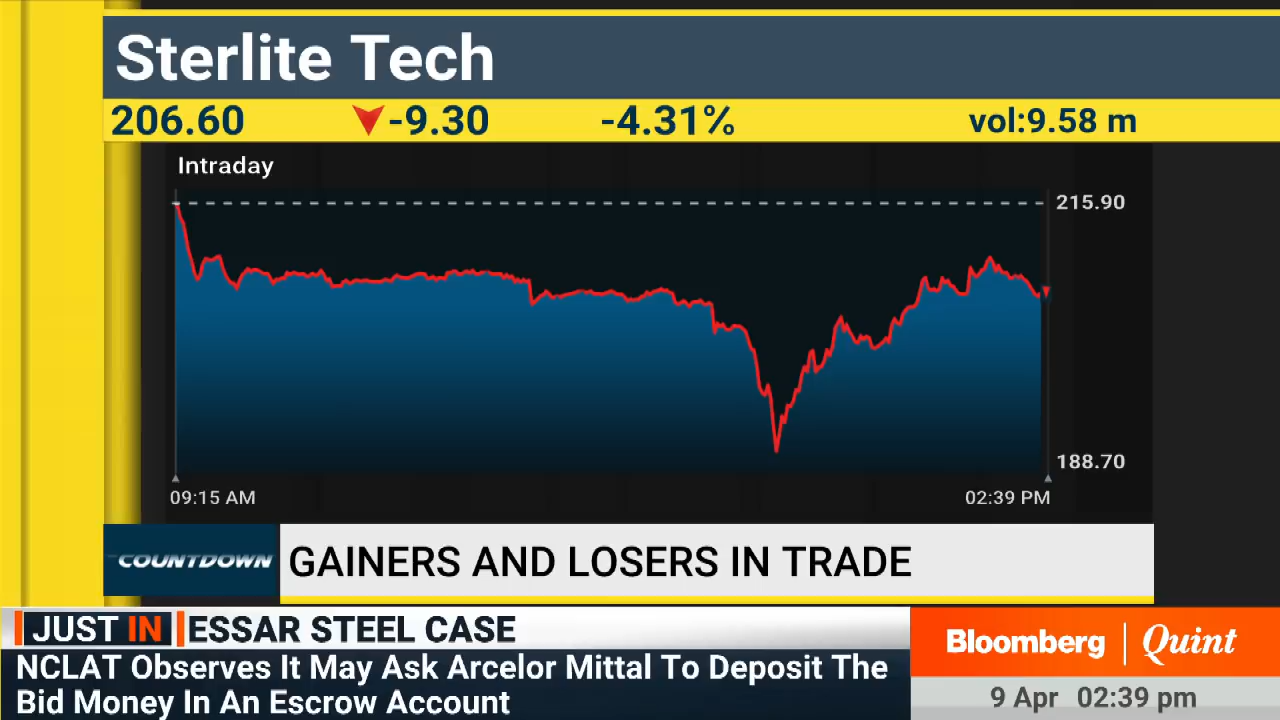 Sterlite Tech
206.60 -9.30 -4.31% vol:9.58 m
Intraday
215.90
188.70
09:15 AM 02:39 PM
COUNTDOWN GAINERS AND LOSERS IN TRADE
JUST IN ESSAR STEEL CASE
NCLAT Observes It May Ask Arcelor Mittal To Deposit The
Bid Money In An Escrow Account
Bloomberg | Quint
9 Apr 02:39 pm